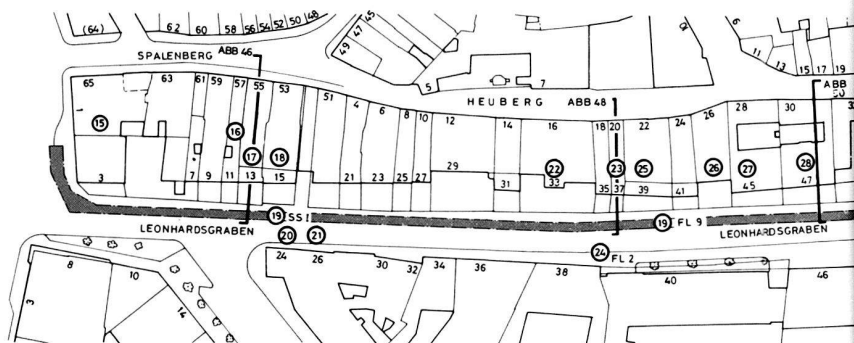 (64) 62 60 58 56 54 52 50 48
47 45
49
5
7
6
11 13 15 17 19
SPALENBERG ABB 46
HEUBERG ABB 48
ABB
65 63 61 59 57 55 53 51 4 6 8 10 12 14 16 18 20 22 24 26 28 30
1
15 16 17 18 22 23 25 26 27 28
3 7 9 11 13 15 21 23 25 27 29 31 33 35 37 39 41 45 47
19 SS1 19 FL 9
LEONHARDSGRABEN LEONHARDSGRABEN
20 21 24 FL 2
8 10 14 3
24 26 30 32 34 36 38 40 46